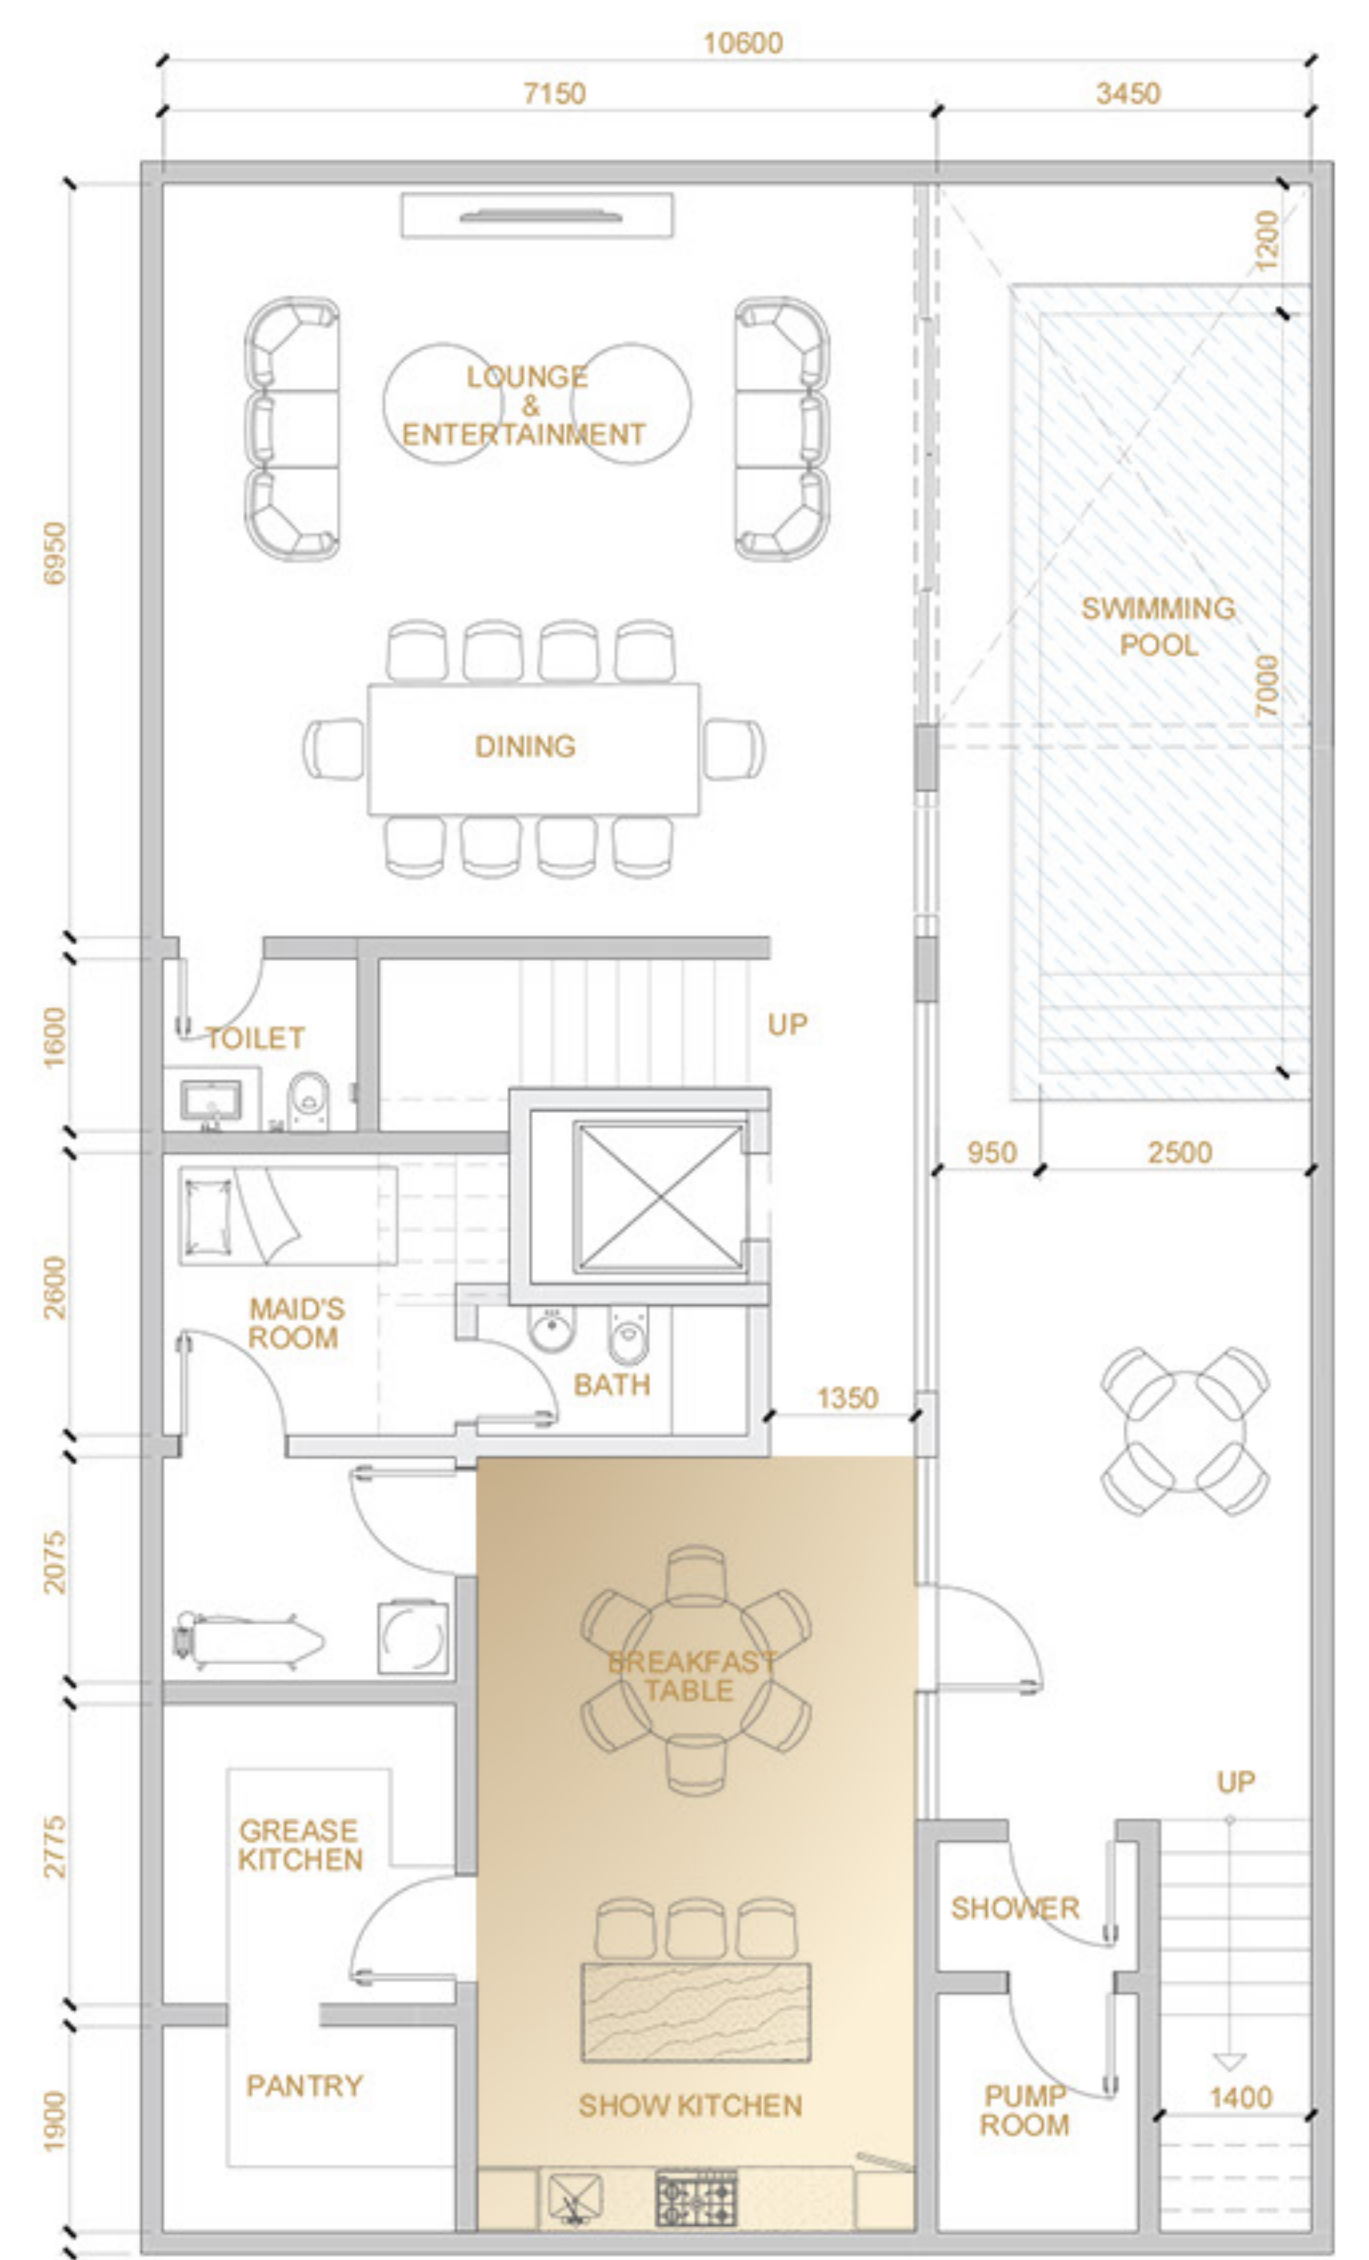 10600
7150
3450
1200
6950
LOUNGE
&
ENTERTAINMENT
SWIMMING
POOL
7000
DINING
1600
TOILET
UP
950
2500
2600
MAID'S
ROOM
BATH
1350
2075
BREAKFAST
TABLE
UP
2775
GREASE
KITCHEN
SHOWER
1900
PANTRY
SHOW KITCHEN
PUMP
ROOM
1400